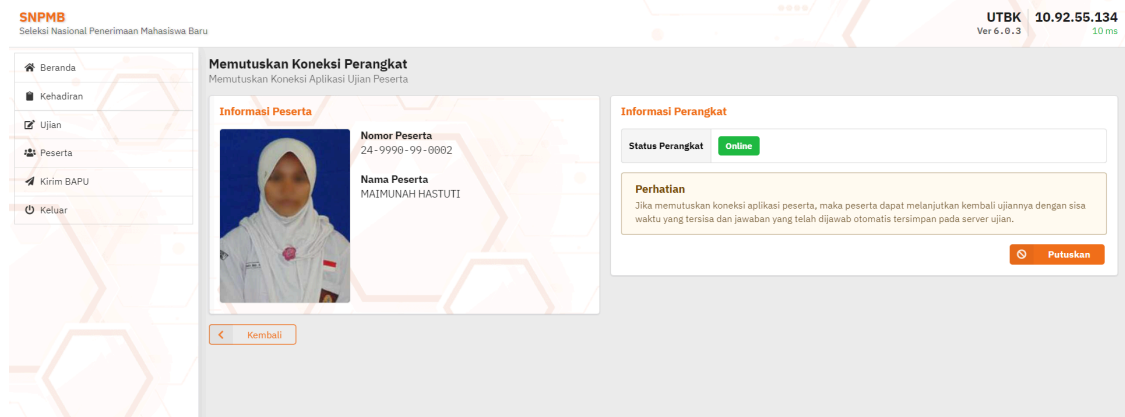 SNPMB
Seleksi Nasional Penerimaan Mahasiswa Baru
UTBK
Ver 6.0.3
10.92.55.134
10 ms
Beranda
Kehadiran
Ujian
Peserta
Kirim BAPU
Keluar
Memutuskan Koneksi Perangkat
Memutuskan Koneksi Aplikasi Ujian Peserta
Informasi Peserta
Nomor Peserta
24-9990-99-0002
Nama Peserta
MAIMUNAH HASTUTI
Kembali
Informasi Perangkat
Status Perangkat
Online
Perhatian
Jika memutuskan koneksi aplikasi peserta, maka peserta dapat melanjutkan kembali ujiannya dengan sisa
waktu yang tersisa dan jawaban yang telah dijawab otomatis tersimpan pada server ujian.
Putuskan